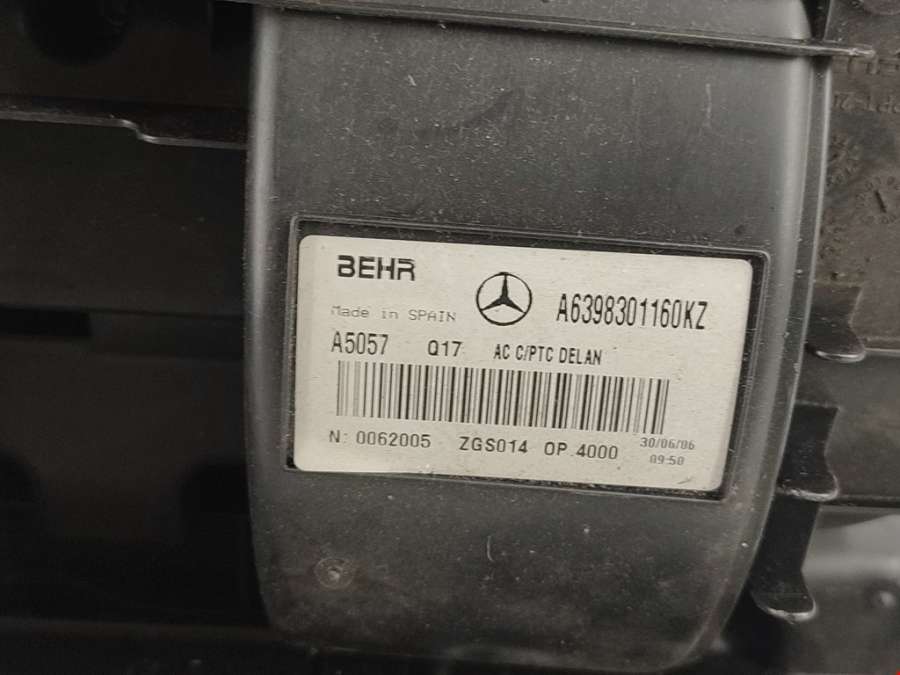 BEHR
Made in SPAIN
A6398301160KZ
A5057 Q17 AC C/PTC DELAN
N: 0062005 ZGS014 OP.4000 30/06/06
09:50